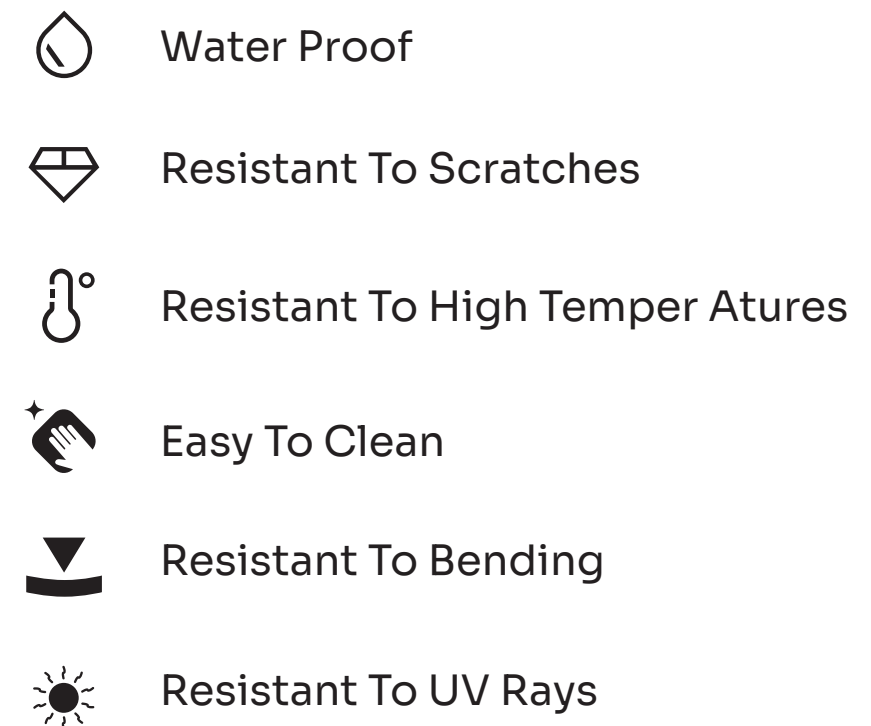 Water Proof
Resistant To Scratches
Resistant To High Temper Atures
Easy To Clean
Resistant To Bending
Resistant To UV Rays